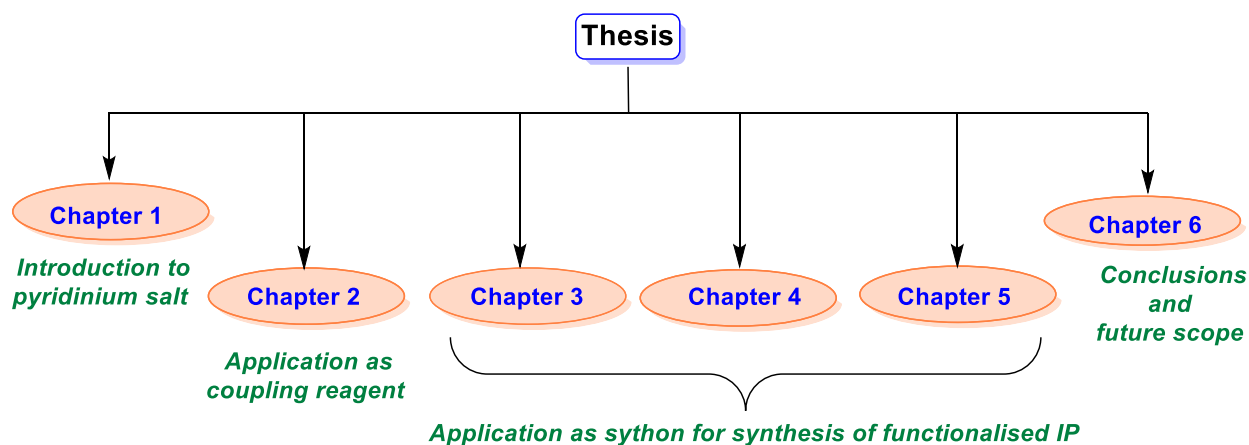 Thesis
Chapter 1
Introduction to
pyridinium salt
Chapter 2
Application as
coupling reagent
Chapter 3
Chapter 4
Chapter 5
Application as sython for synthesis of functionalised IP
Chapter 6
Conclusions
and
future scope